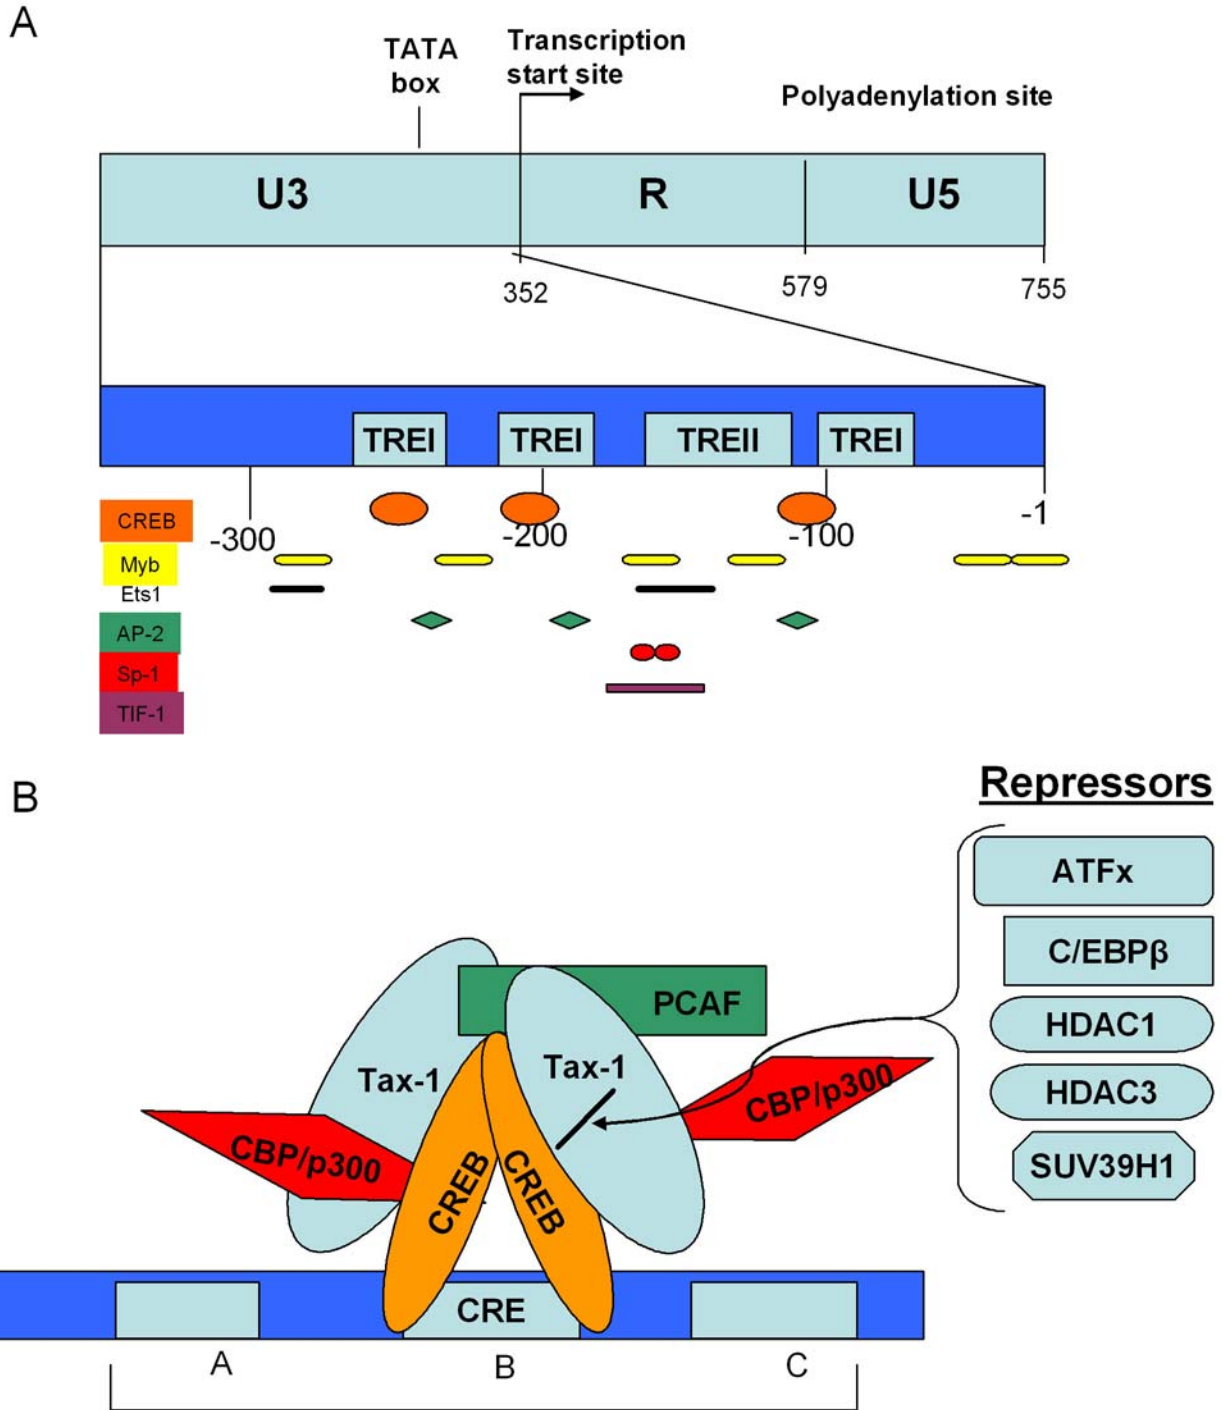 A
TATA
box
Transcription
start site
Polyadenylation site
U3
R
U5
352
579
755
TREI
TREI
TREII
TREI
-300
-200
-100
-1
CREB
Myb
Ets1
AP-2
Sp-1
TIF-1
B
Repressors
ATFx
C/EBPβ
HDAC1
HDAC3
SUV39H1
PCAF
Tax-1
Tax-1
CBP/p300
CBP/p300
CREB
CREB
CRE
A
B
C